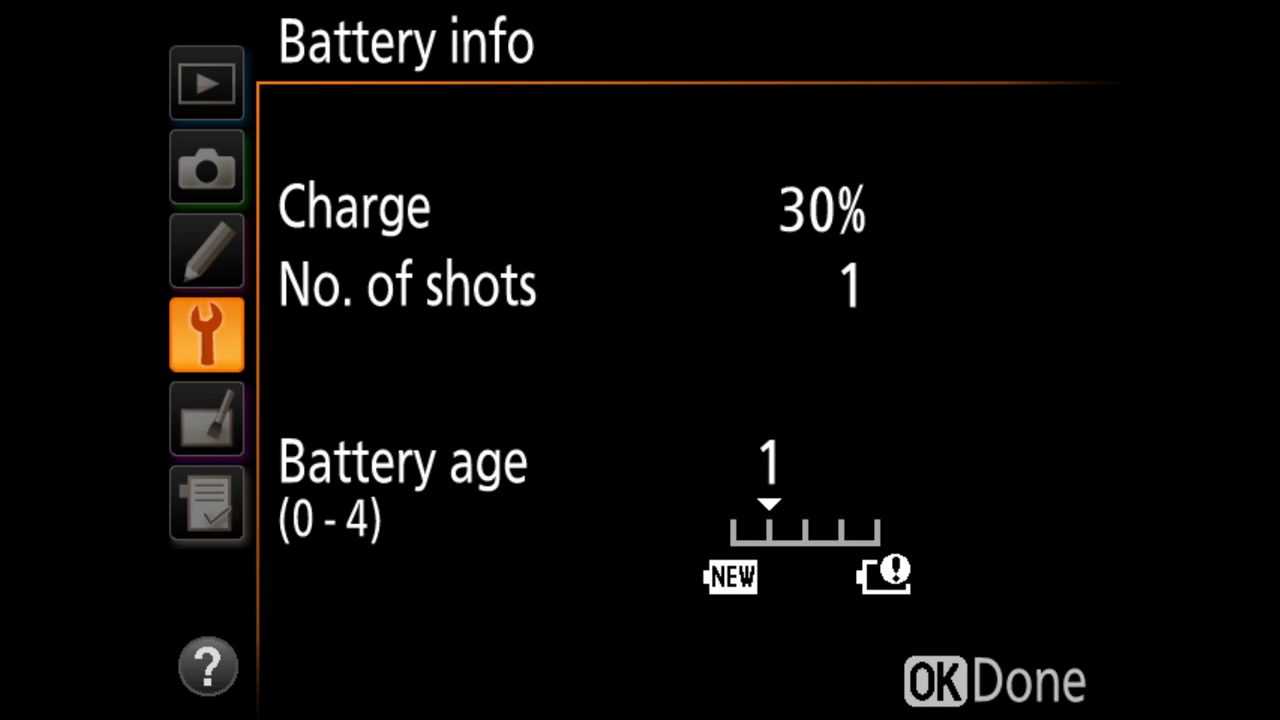 Battery info
Charge 30%
No. of shots 1
Battery age 1
(0 - 4)
NEW !
?
OK Done